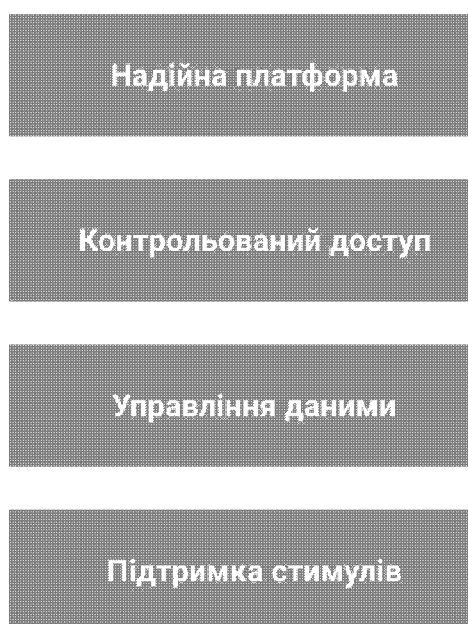 Надійна платформа
Контрольований доступ
Управління даними
Підтримка стимулів